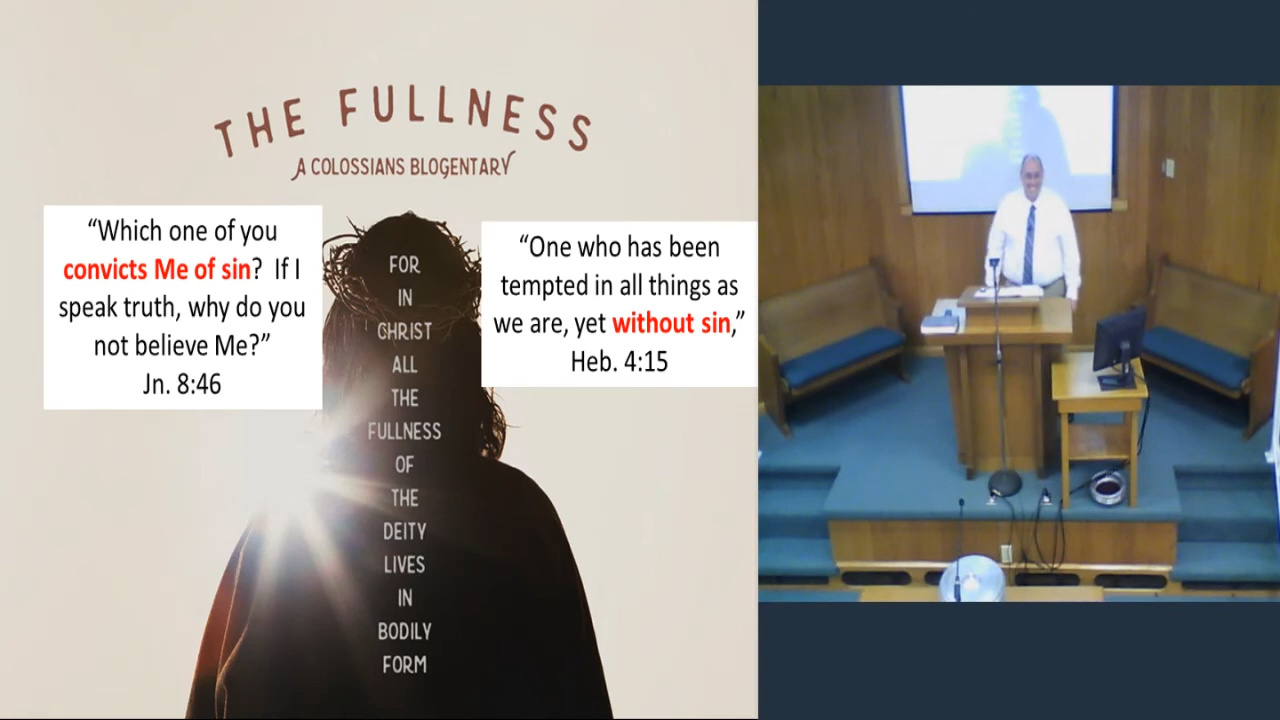 THE FULLNESS
A COLOSSIANS BLOGENTARY
“Which one of you
convicts Me of sin? If I
speak truth, why do you
not believe Me?”
Jn. 8:46
“One who has been
tempted in all things as
we are, yet without sin,”
Heb. 4:15
FOR
IN
CHRIST
ALL
THE
FULLNESS
OF
THE
DEITY
LIVES
IN
BODILY
FORM